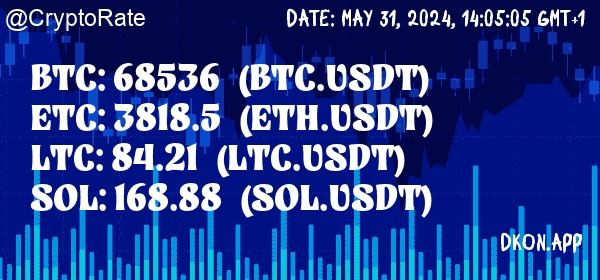 @CryptoRate
DATE: MAY 31, 2024, 14:05:05 GMT+1
BTC: 68536 (BTC.USDT)
ETC: 3818.5 (ETH.USDT)
LTC: 84.21 (LTC.USDT)
SOL: 168.88 (SOL.USDT)
DKON.APP